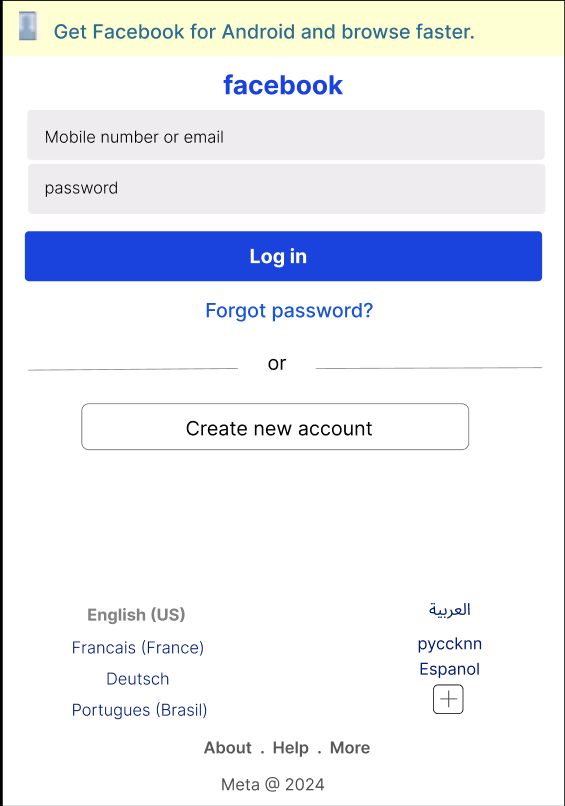 Get Facebook for Android and browse faster.
facebook
Mobile number or email
password
Log in
Forgot password?
or
Create new account
English (US)
Francais (France)
Deutsch
Portugues (Brasil)
العربية
pyccknn
Espanol
About . Help . More
Meta @ 2024